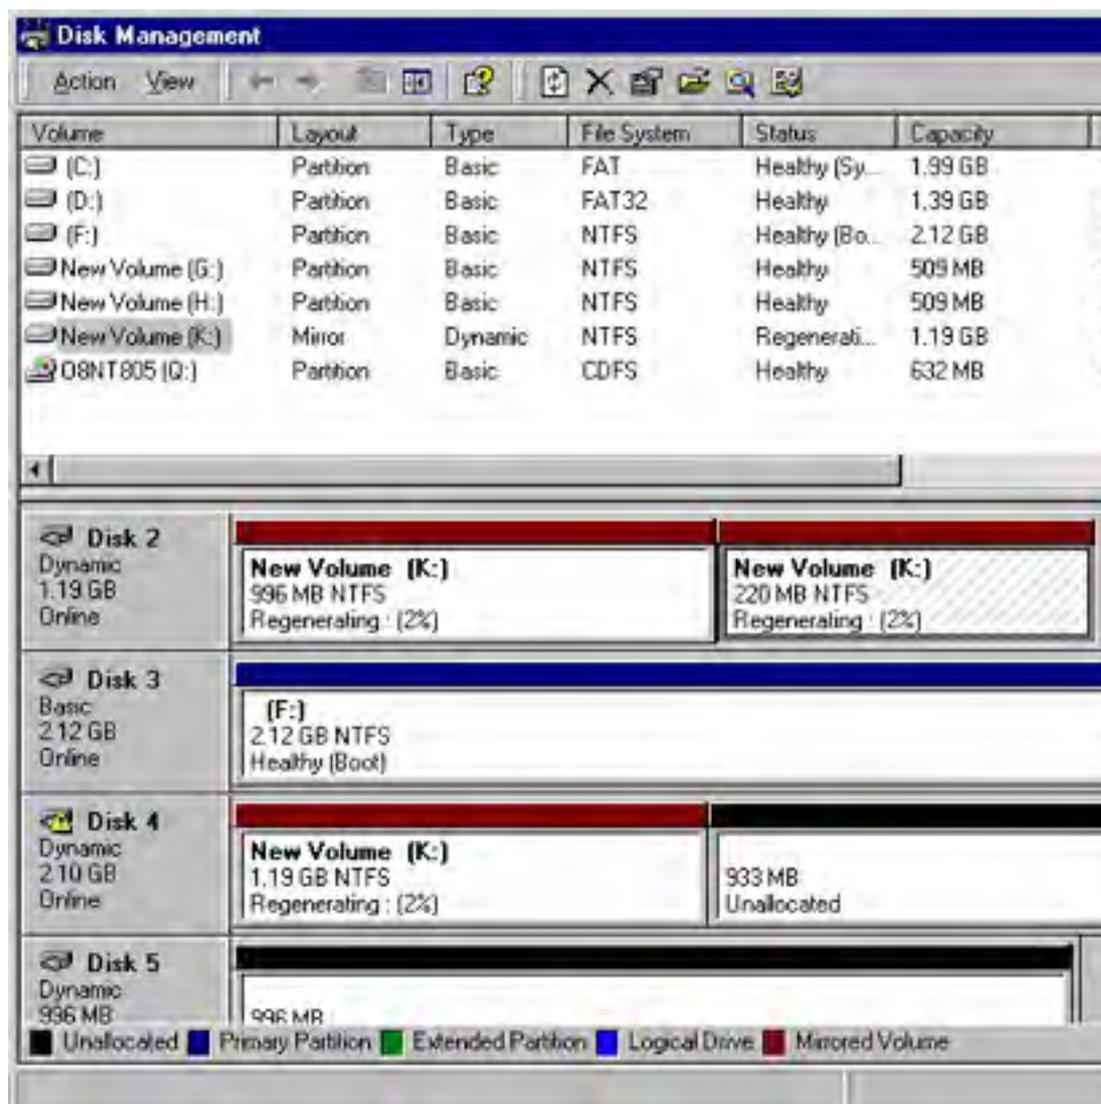 Disk Management
Action View
Volume Layout Type File System Status Capacity
(C:) Partition Basic FAT Healthy (Sy... 1.99 GB
(D:) Partition Basic FAT32 Healthy 1.39 GB
(F:) Partition Basic NTFS Healthy (Bo... 2.12 GB
New Volume (G:) Partition Basic NTFS Healthy 509 MB
New Volume (H:) Partition Basic NTFS Healthy 509 MB
New Volume (K:) Mirror Dynamic NTFS Regenerati... 1.19 GB
O8NT805 (Q:) Partition Basic CDFS Healthy 632 MB
Disk 2
Dynamic
1.19 GB
Online
New Volume (K:)
996 MB NTFS
Regenerating : (2%)
New Volume (K:)
220 MB NTFS
Regenerating : (2%)
Disk 3
Basic
2.12 GB
Online
(F:)
2.12 GB NTFS
Healthy (Boot)
Disk 4
Dynamic
2.10 GB
Online
New Volume (K:)
1.19 GB NTFS
Regenerating : (2%)
933 MB
Unallocated
Disk 5
Dynamic
996 MB
996 MB
Unallocated Primary Partition Extended Partition Logical Drive Mirrored Volume